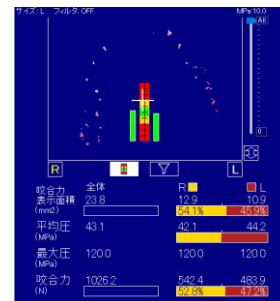 サイズ: L フィルタ: OFF MPa 10.0
All
0
R L
咬合力 全体 R L
表示面積 23.8 12.9 10.9
(mm2) 54.1% 45.9%
平均圧 43.1 42.1 44.2
(MPa)
最大圧 120.0 120.0 120.0
(MPa)
咬合力 1026.2 542.4 483.9
(N) 52.8% 47.2%